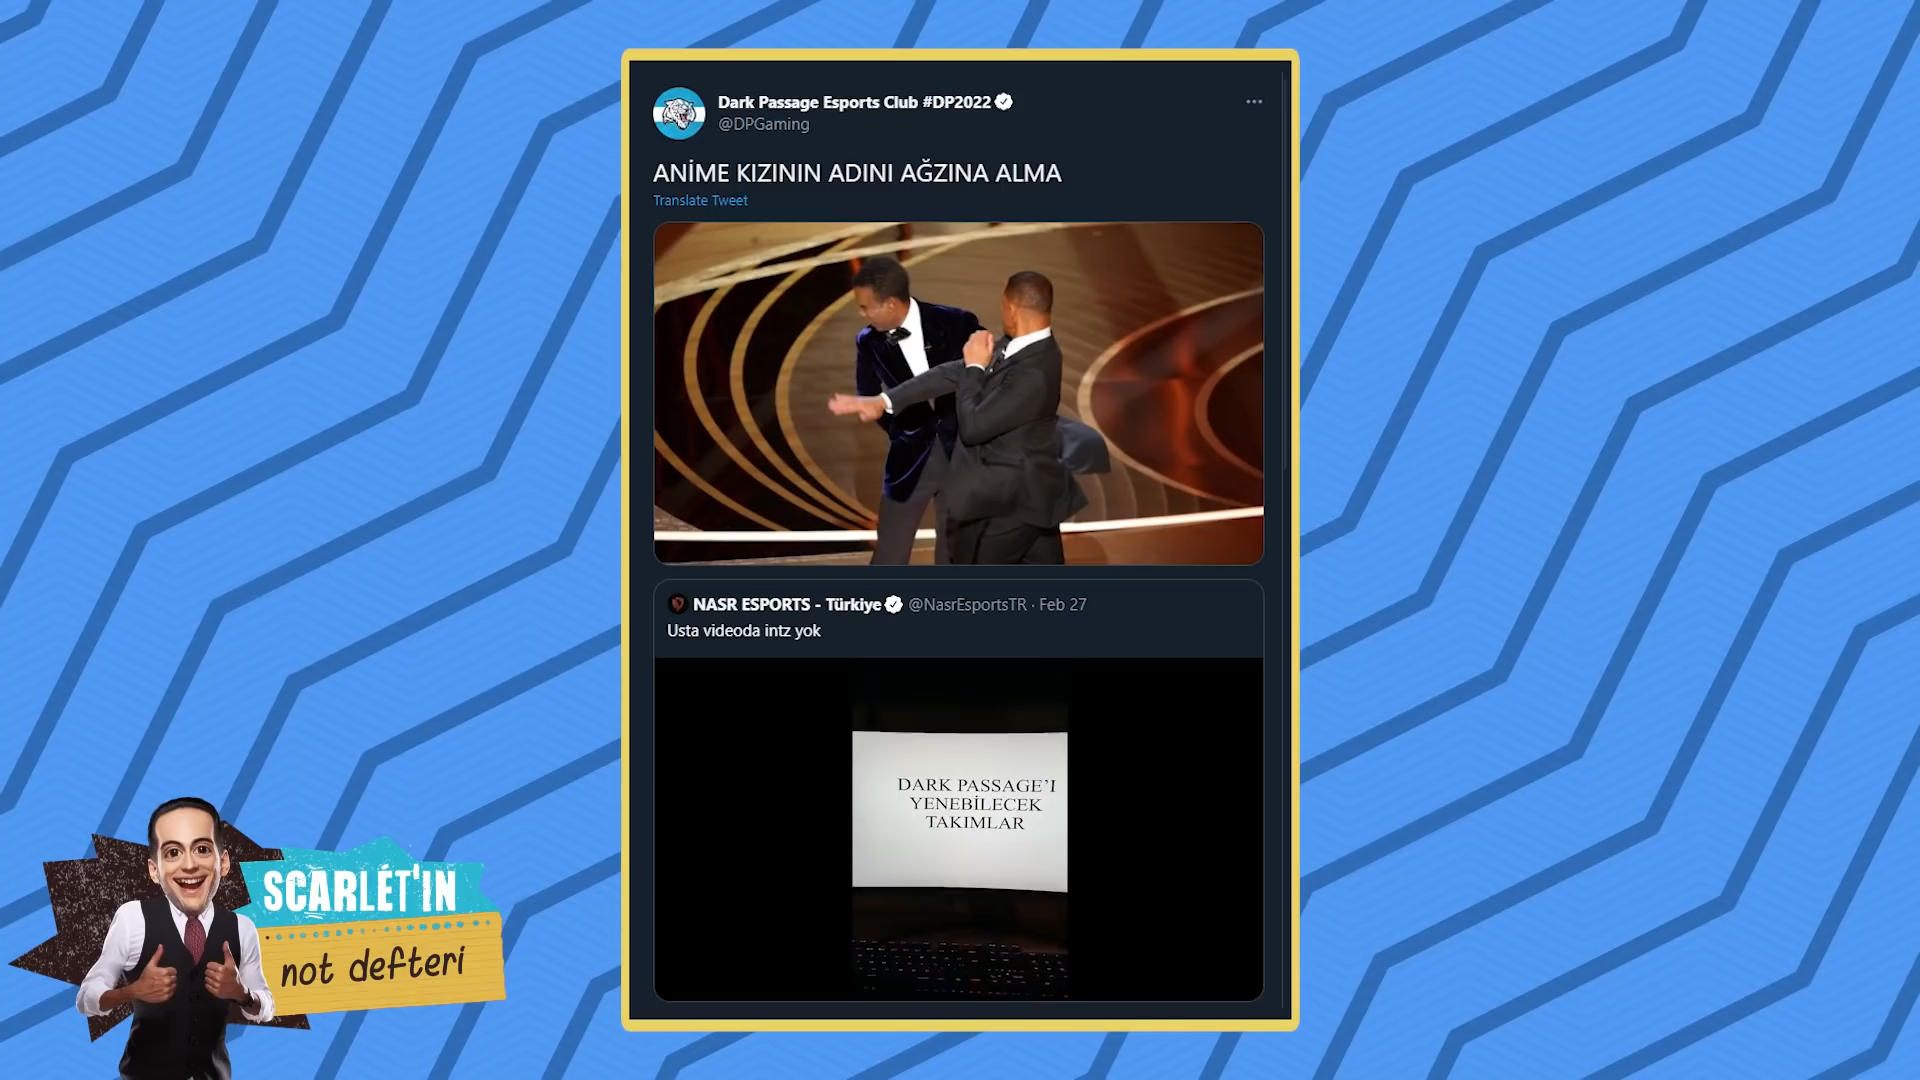 Dark Passage Esports Club #DP2022
@DPGaming
ANİME KIZININ ADINI AĞZINA ALMA
Translate Tweet
NASR ESPORTS - Türkiye @NasrEsportsTR · Feb 27
Usta videoda intz yok
DARK PASSAGE'I
YENEBİLECEK
TAKIMLAR
SCARLÉT'IN
not defteri